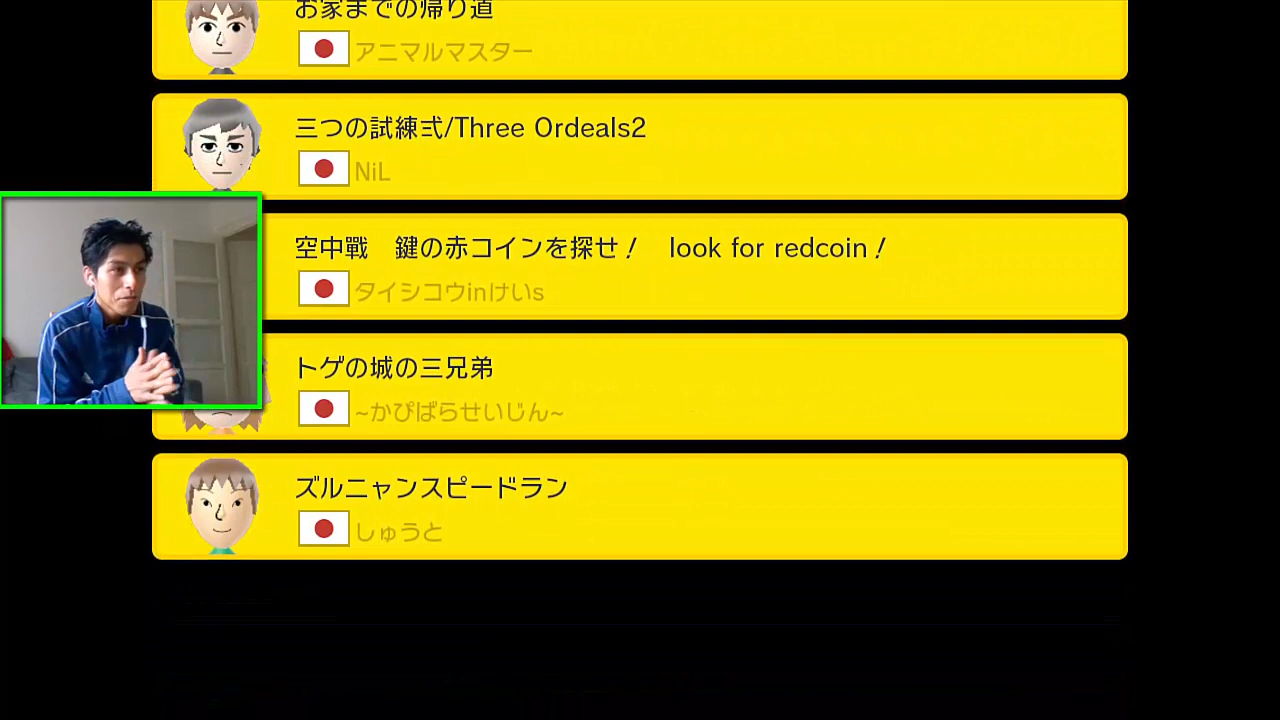 お家までの帰り道
アニマルマスター
三つの試練弍/Three Ordeals2
NiL
空中戰　鍵の赤コインを探せ！　look for redcoin！
タイシコウinけいs
トゲの城の三兄弟
~かぴばらせいじん~
ズルニャンスピードラン
しゅうと